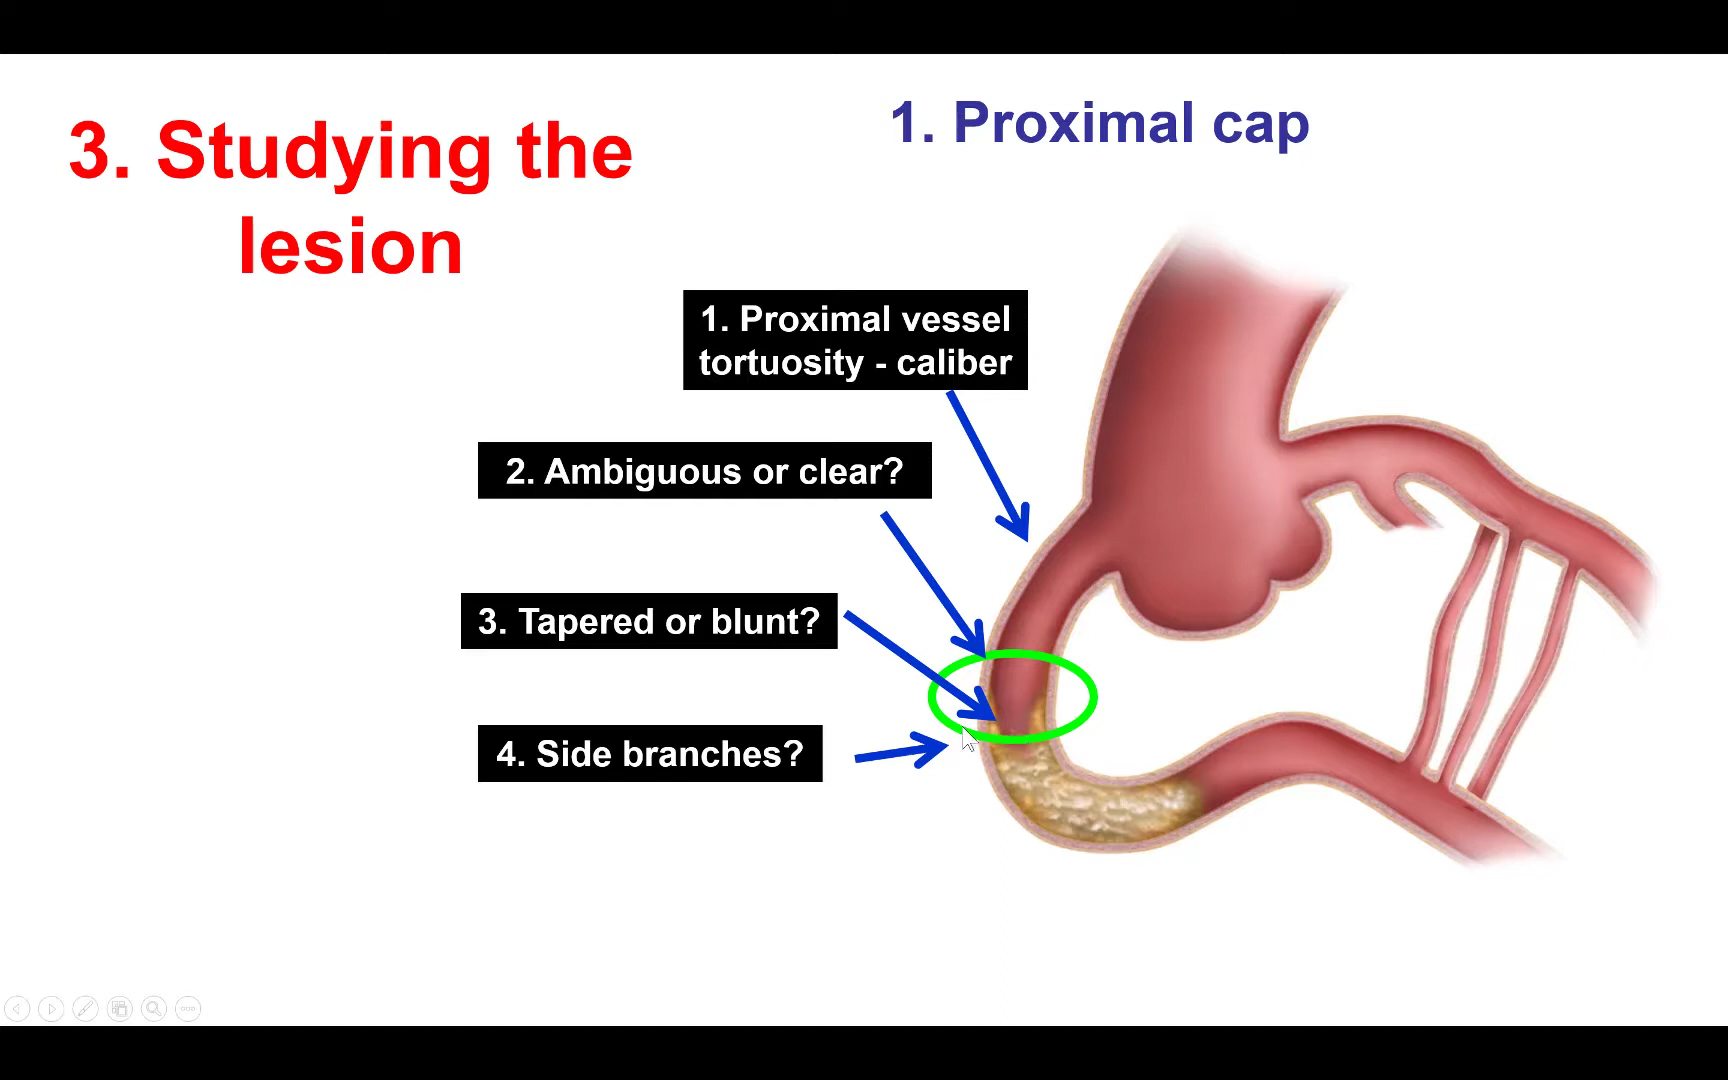 3. Studying the
lesion
1. Proximal cap
1. Proximal vessel
tortuosity - caliber
2. Ambiguous or clear?
3. Tapered or blunt?
4. Side branches?